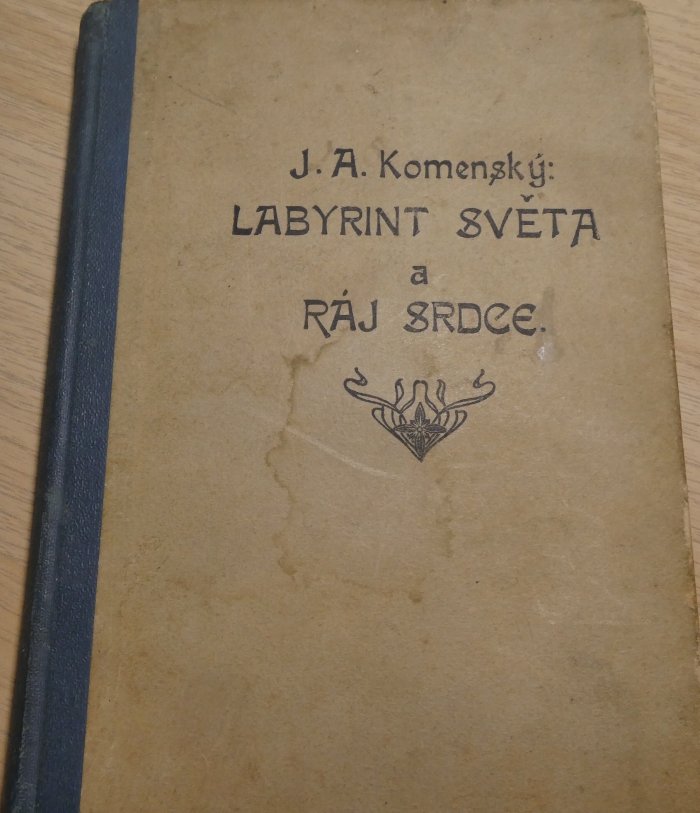 J. A. Komenský:
LABYRINT SVĚTA
a
RÁJ SRDCE.